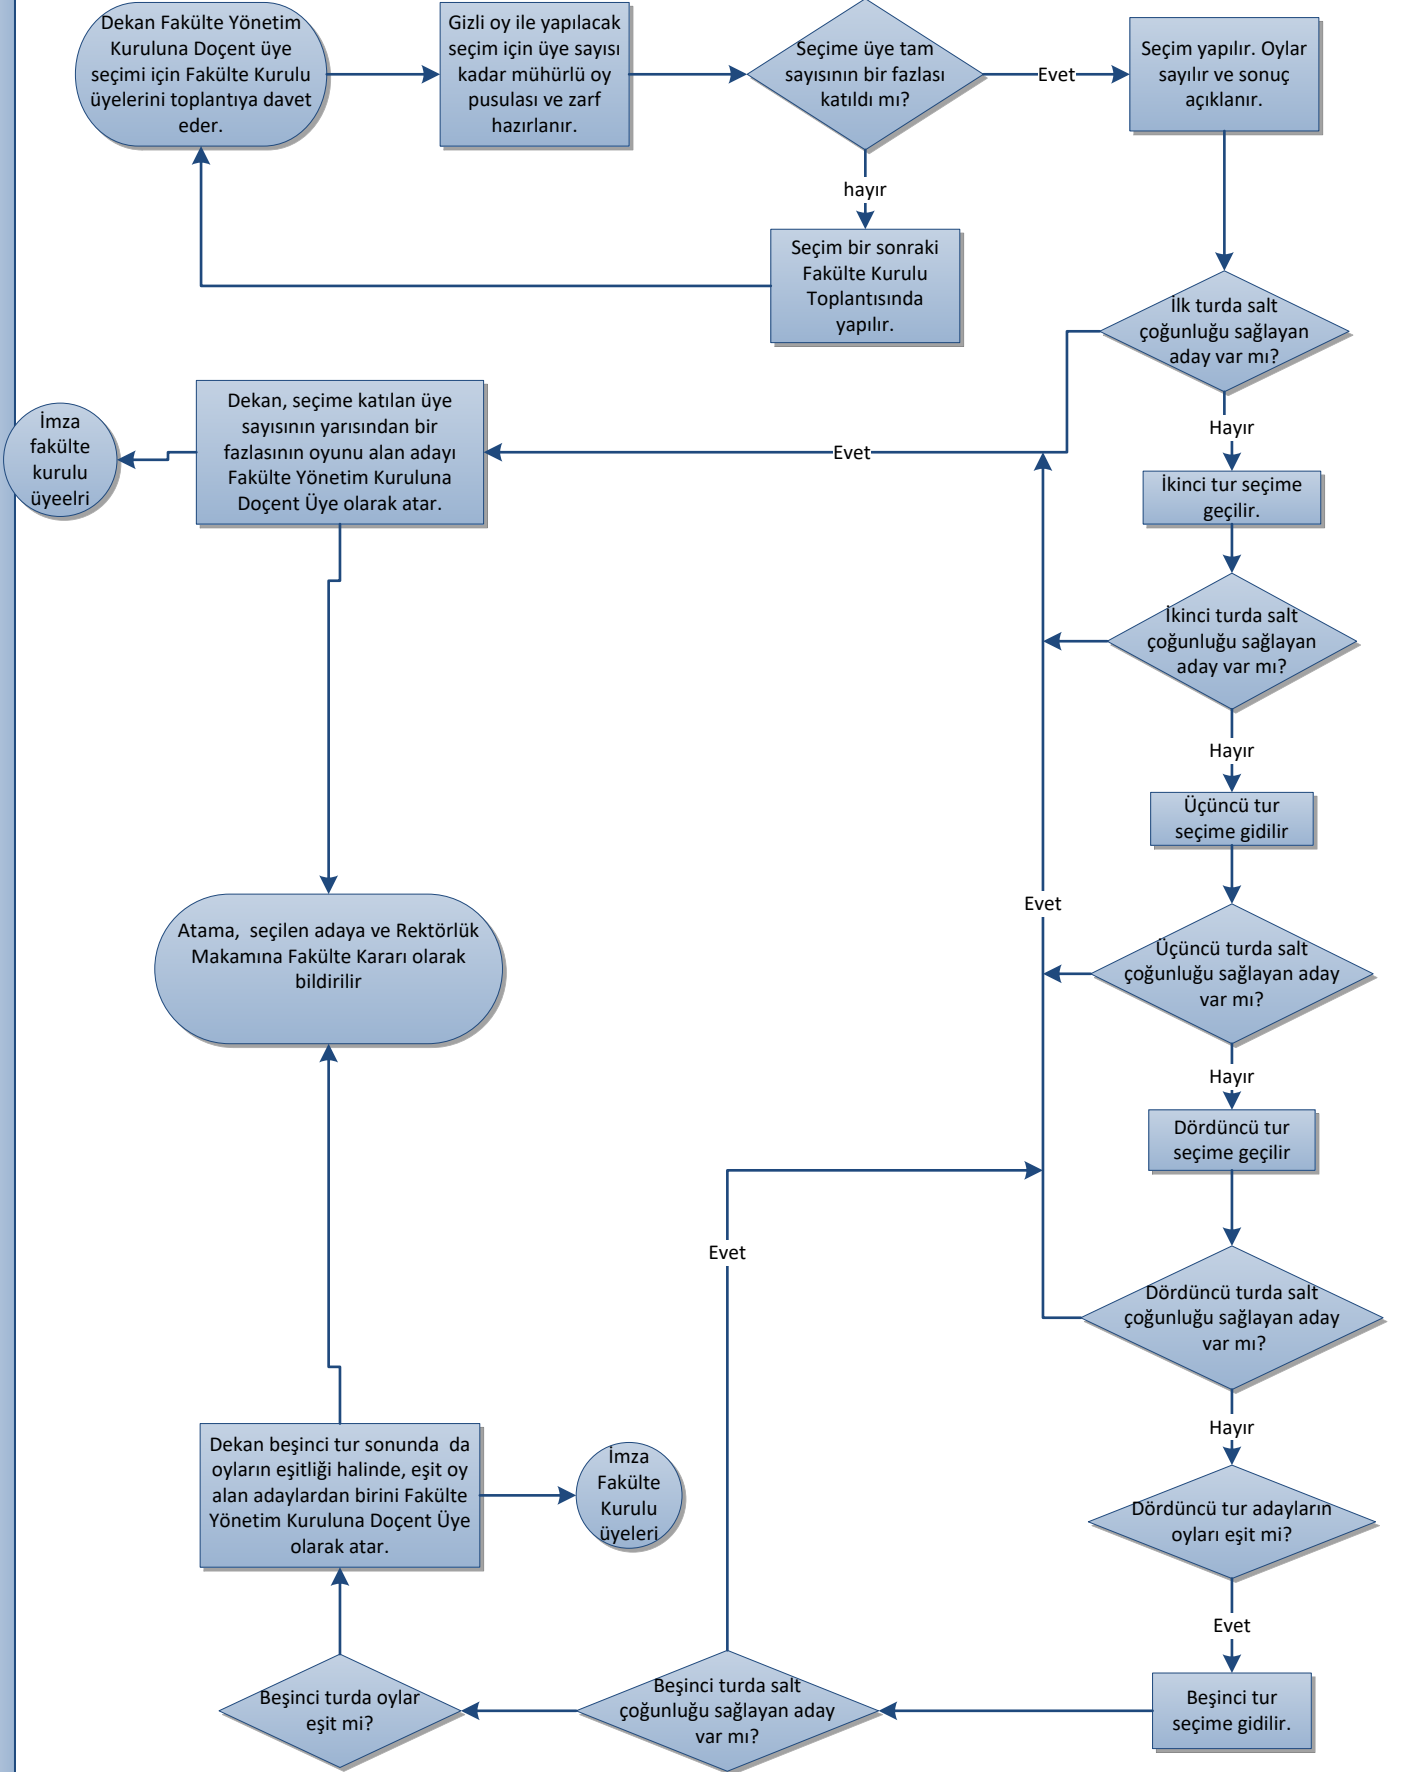 Dekan Fakülte Yönetim
Kuruluna Doçent üye
seçimi için Fakülte Kurulu
üyelerini toplantıya davet
eder.
Gizli oy ile yapılacak
seçim için üye sayısı
kadar mühürlü oy
pusulası ve zarf
hazırlanır.
Seçime üye tam
sayısının bir fazlası
katıldı mı?
Evet
Seçim yapılır. Oylar
sayılır ve sonuç
açıklanır.
hayır
Seçim bir sonraki
Fakülte Kurulu
Toplantısında
yapılır.
İlk turda salt
çoğunluğu sağlayan
aday var mı?
İmza
fakülte
kurulu
üyeelri
Dekan, seçime katılan üye
sayısının yarısından bir
fazlasının oyunu alan adayı
Fakülte Yönetim Kuruluna
Doçent Üye olarak atar.
Evet
Hayır
İkinci tur seçime
geçilir.
İkinci turda salt
çoğunluğu sağlayan
aday var mı?
Hayır
Üçüncü tur
seçime gidilir
Evet
Üçüncü turda salt
çoğunluğu sağlayan aday
var mı?
Atama,  seçilen adaya ve Rektörlük
Makamına Fakülte Kararı olarak
bildirilir
Hayır
Dördüncü tur
seçime geçilir
Evet
Dördüncü turda salt
çoğunluğu sağlayan aday
var mı?
Hayır
Dekan beşinci tur sonunda  da
oyların eşitliği halinde, eşit oy
alan adaylardan birini Fakülte
Yönetim Kuruluna Doçent Üye
olarak atar.
İmza
Fakülte
Kurulu
üyeleri
Dördüncü tur adayların
oyları eşit mi?
Evet
Beşinci turda oylar
eşit mi?
Beşinci turda salt
çoğunluğu sağlayan aday
var mı?
Beşinci tur
seçime gidilir.